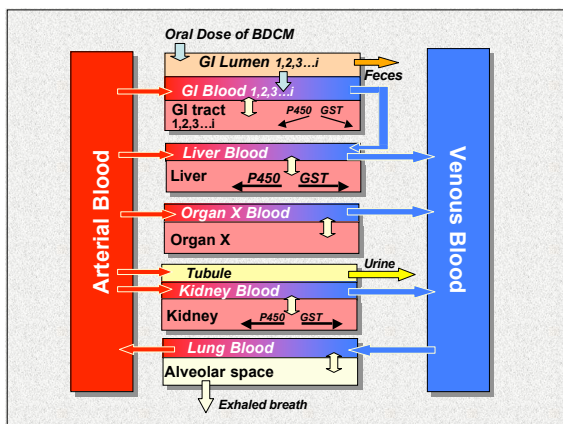 Oral Dose of BDCM
GI Lumen 1,2,3...i
Feces
GI Blood 1,2,3...i
GI tract
1,2,3...i
P450 GST
Liver Blood
Liver
P450 GST
Organ X Blood
Organ X
Tubule
Urine
Kidney Blood
Kidney
P450 GST
Lung Blood
Alveolar space
Exhaled breath
Arterial Blood
Venous Blood